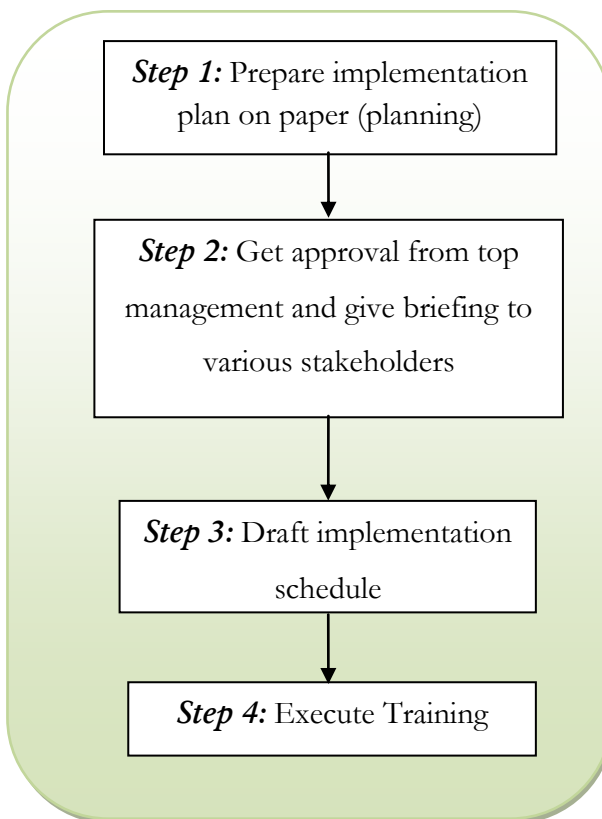 Step 1: Prepare implementation
plan on paper (planning)
Step 2: Get approval from top
management and give briefing to
various stakeholders
Step 3: Draft implementation
schedule
Step 4: Execute Training